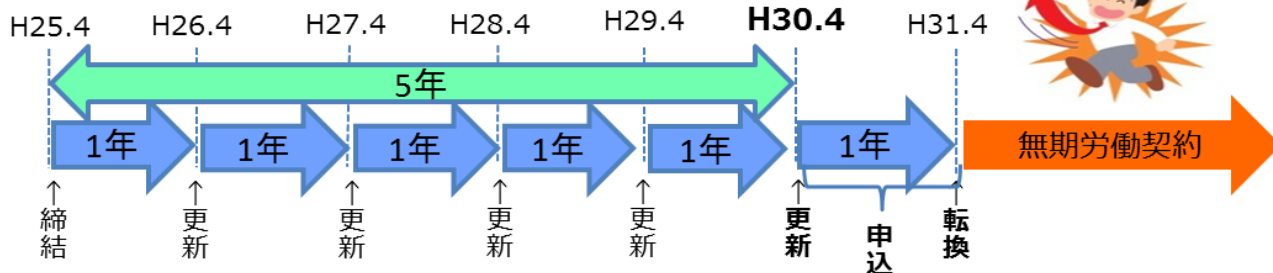 H25.4 H26.4 H27.4 H28.4 H29.4 H30.4 H31.4
5年
1年 1年 1年 1年 1年 1年 無期労働契約
↑締結 ↑更新 ↑更新 ↑更新 ↑更新 ↑更新 申込 ↑転換